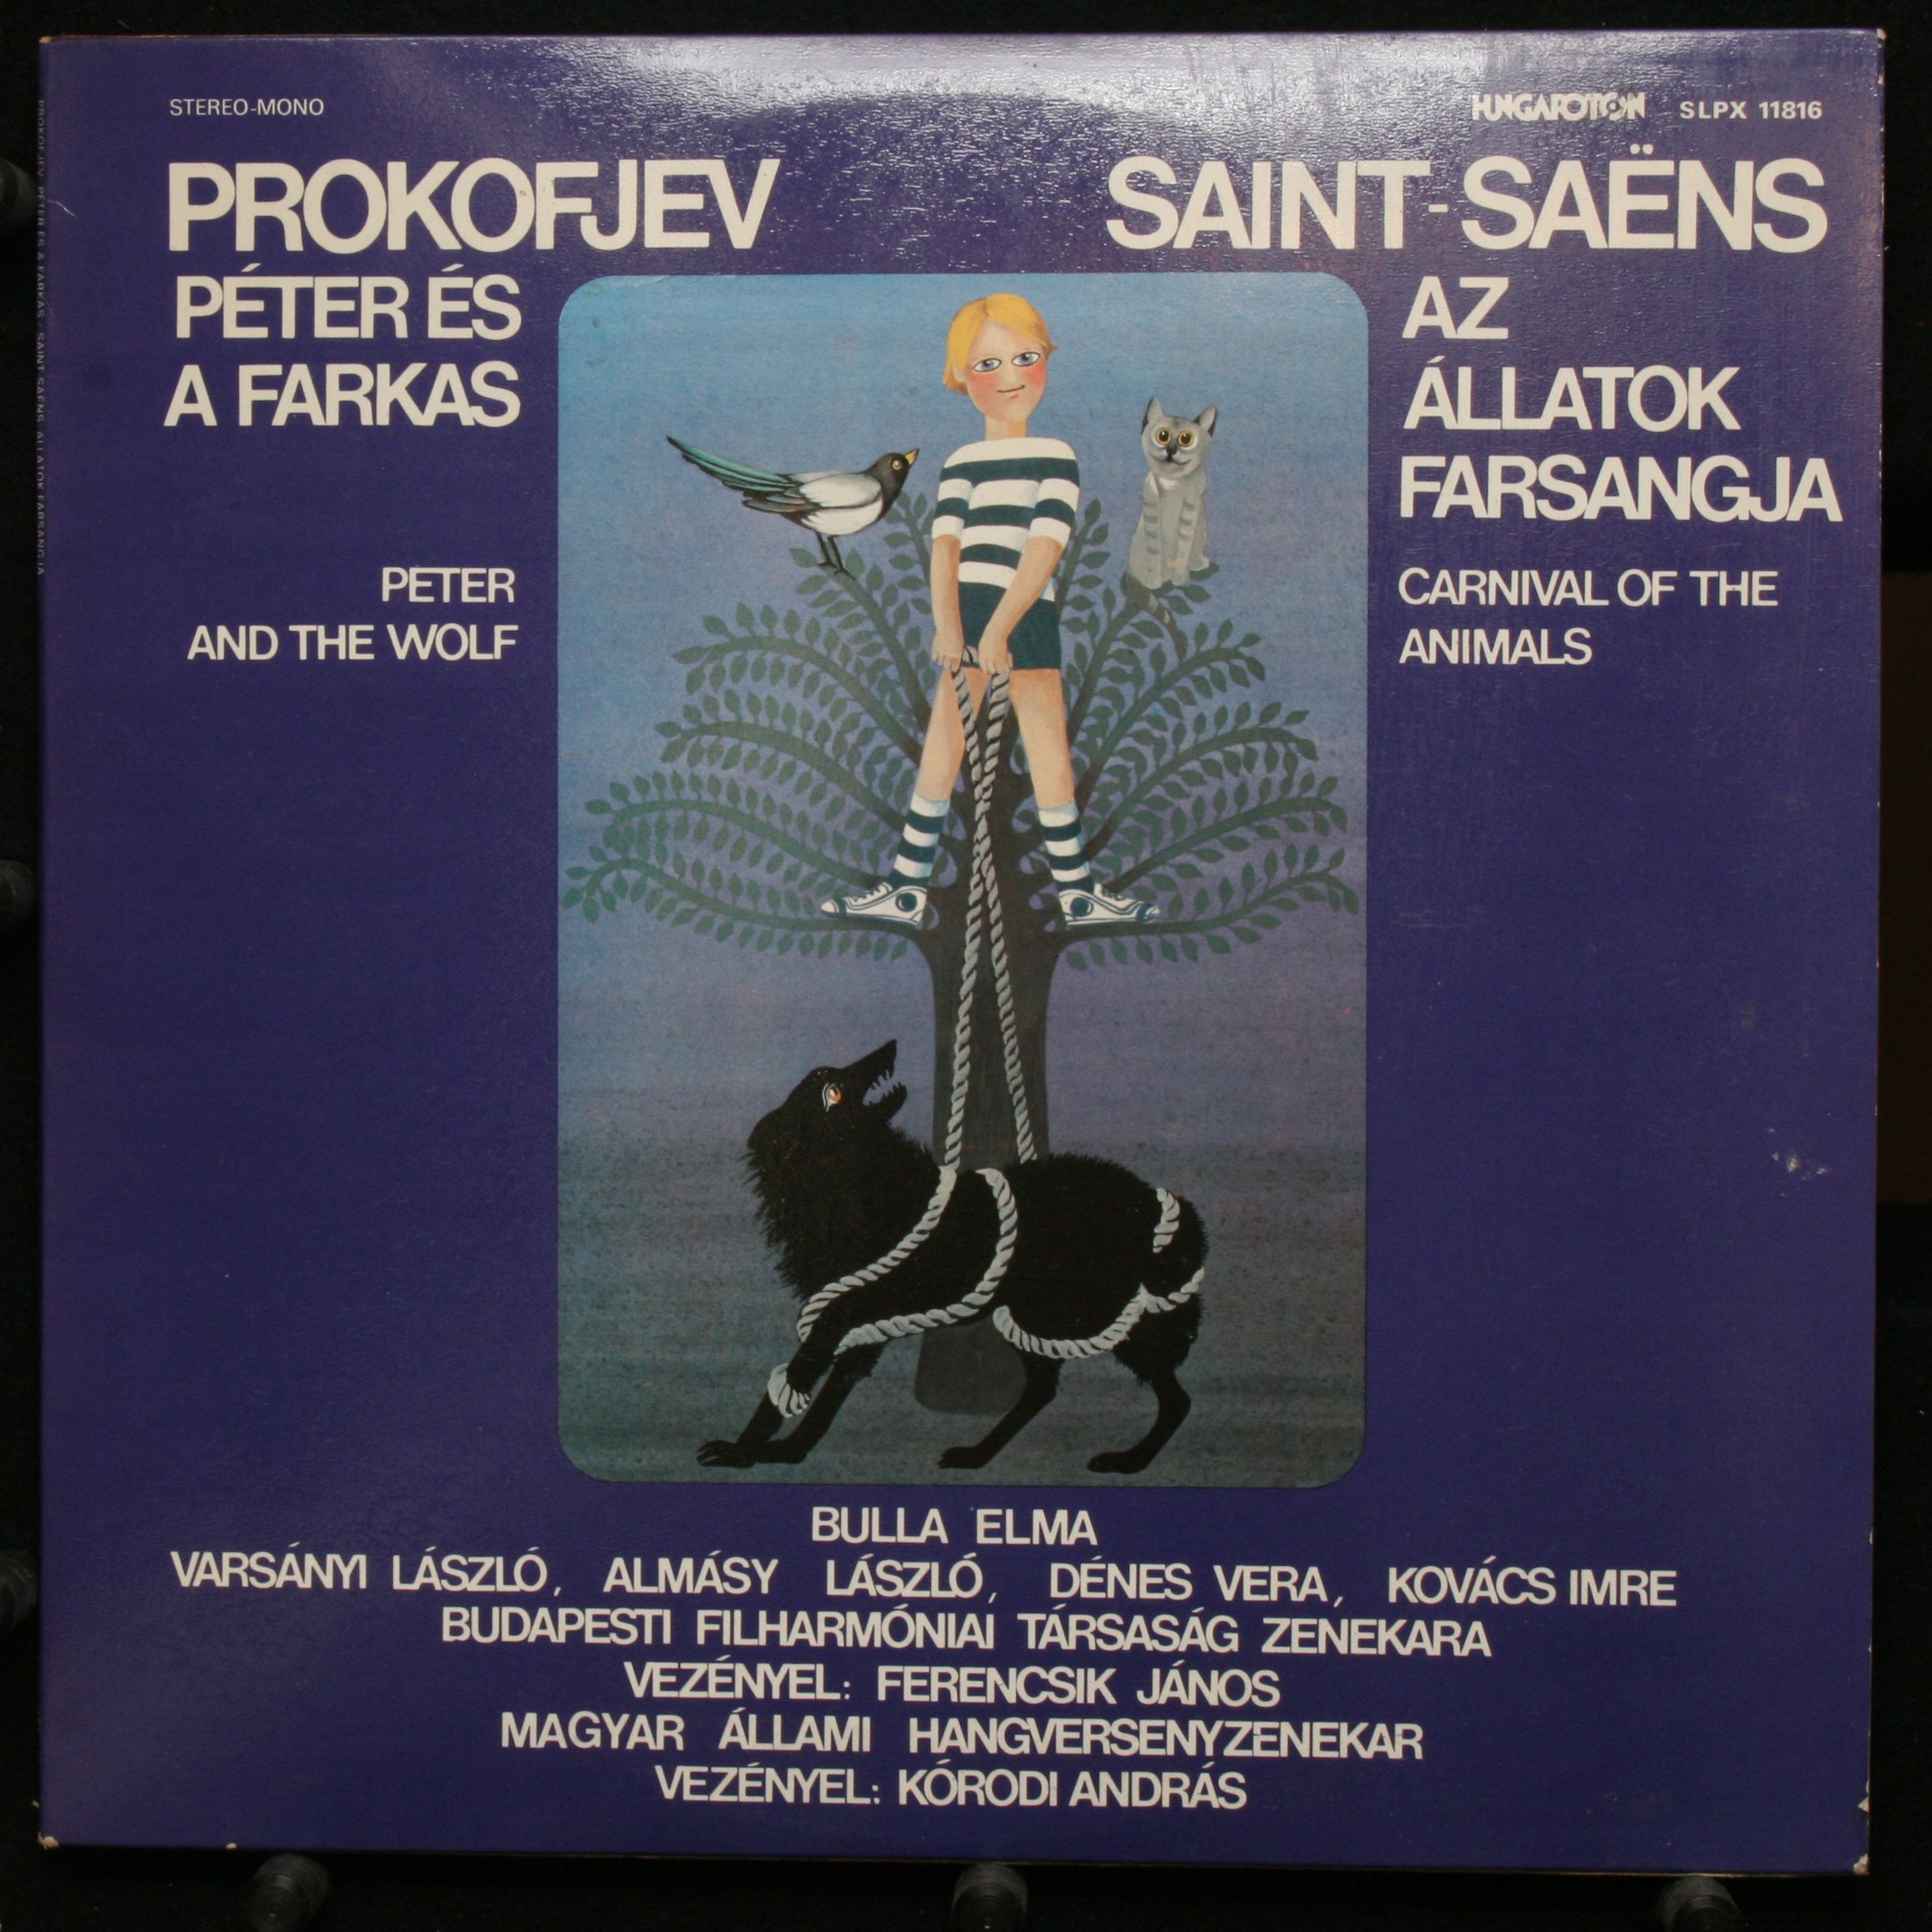 STEREO-MONO
HUNGAROTON SLPX 11816
PROKOFJEV
PÉTER ÉS
A FARKAS
PETER
AND THE WOLF
SAINT-SAËNS
AZ
ÁLLATOK
FARSANGJA
CARNIVAL OF THE
ANIMALS
BULLA ELMA
VARSÁNYI LÁSZLÓ, ALMÁSY LÁSZLÓ, DÉNES VERA, KOVÁCS IMRE
BUDAPESTI FILHARMÓNIAI TÁRSASÁG ZENEKARA
VEZÉNYEL: FERENCSIK JÁNOS
MAGYAR ÁLLAMI HANGVERSENYZENEKAR
VEZÉNYEL: KÓRODI ANDRÁS